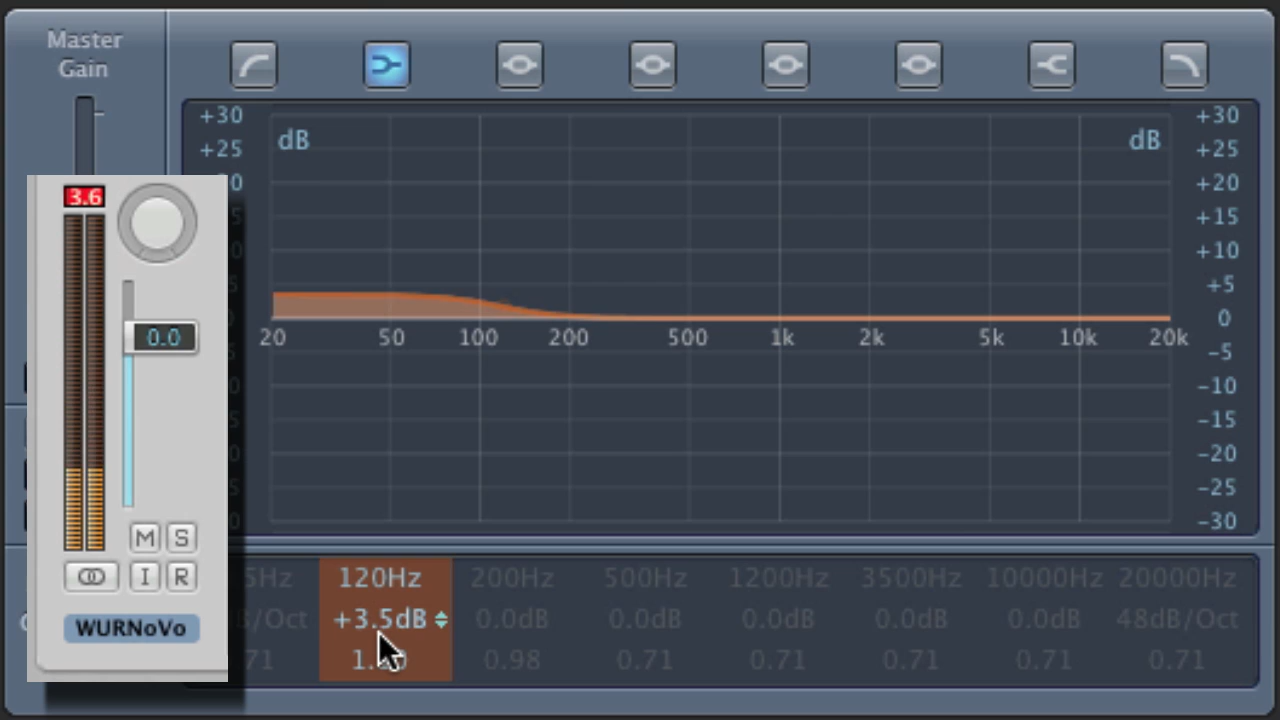 Master
Gain
+30 +30
dB dB
+25 +25
+20
+15
+10
+5
0
20 50 100 200 500 1k 2k 5k 10k 20k
-5
-10
-15
-20
-25
-30
3.6
0.0
M S
I R
WURNoVo
120Hz 200Hz 500Hz 1200Hz 3500Hz 10000Hz 20000Hz
/Oct +3.5dB 0.0dB 0.0dB 0.0dB 0.0dB 0.0dB 48dB/Oct
0.98 0.71 0.71 0.71 0.71 0.71